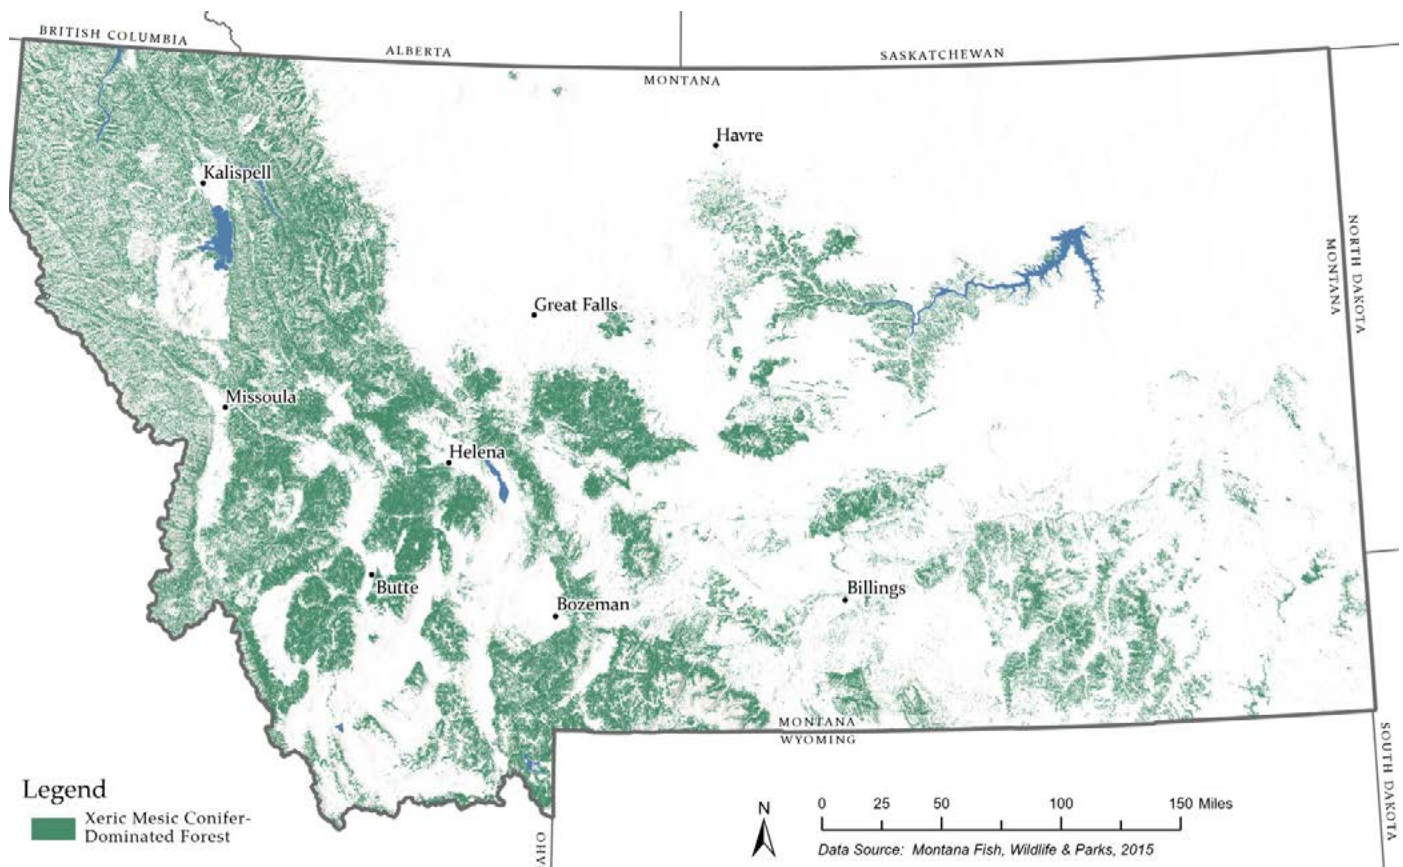 BRITISH COLUMBIA
ALBERTA
SASKATCHEWAN
MONTANA
Havre
Kalispell
NORTH DAKOTA
MONTANA
Great Falls
Missoula
Helena
Butte
Bozeman
Billings
MONTANA
WYOMING
SOUTH DAKOTA
Legend
Xeric Mesic Conifer-
Dominated Forest
AHO
N
0 25 50 100 150 Miles
Data Source: Montana Fish, Wildlife & Parks, 2015